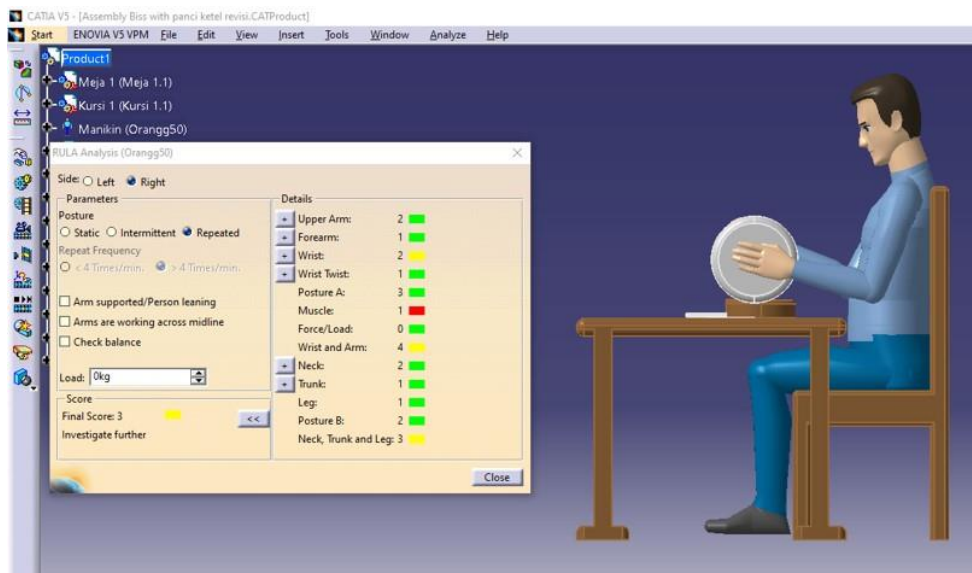 CATIA V5 - [Assembly Biss with panci ketel revisi.CATProduct]
Start ENOVIA V5 VPM File Edit View Insert Tools Window Analyze Help
Product1
Meja 1 (Meja 1.1)
Kursi 1 (Kursi 1.1)
Manikin (Orangg50)
RULA Analysis (Orangg50)
Side: Left Right
Parameters
Posture
Static Intermittent Repeated
Repeat Frequency
< 4 Times/min. > 4 Times/min.
Arm supported/Person leaning
Arms are working across midline
Check balance
Load: 0kg
Score
Final Score: 3
Investigate further
<<
Details
+ Upper Arm: 2
+ Forearm: 1
+ Wrist: 2
+ Wrist Twist: 1
Posture A: 3
Muscle: 1
Force/Load: 0
Wrist and Arm: 4
+ Neck: 2
+ Trunk: 1
Leg: 1
Posture B: 2
Neck, Trunk and Leg: 3
Close